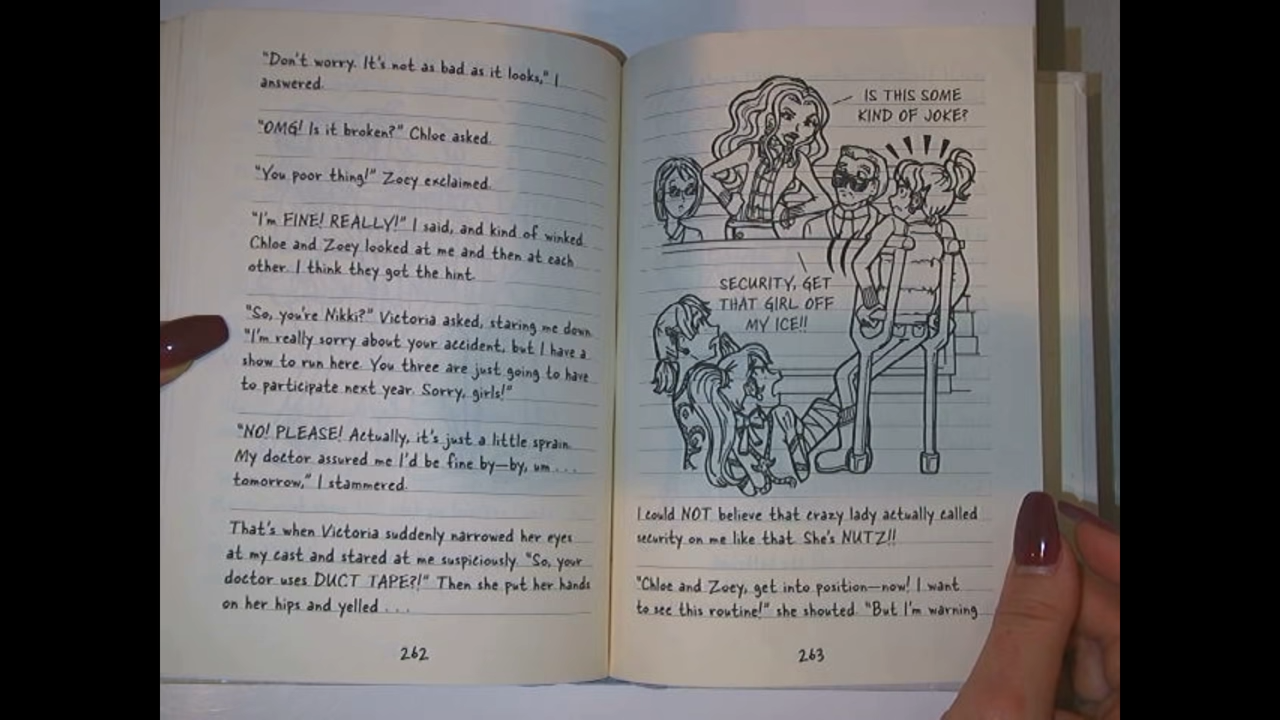 "Don't worry. It's not as bad as it looks," I
answered.
"OMG! Is it broken?" Chloe asked.
"You poor thing!" Zoey exclaimed.
"I'm FINE! REALLY!" I said, and kind of winked.
Chloe and Zoey looked at me and then at each
other. I think they got the hint.
"So, you're Nikki?" Victoria asked, staring me down.
"I'm really sorry about your accident, but I have a
show to run here. You three are just going to have
to participate next year. Sorry, girls!"
"NO! PLEASE! Actually, it's just a little sprain.
My doctor assured me I'd be fine by—by, um . . .
tomorrow," I stammered.
That's when Victoria suddenly narrowed her eyes
at my cast and stared at me suspiciously. "So, your
doctor uses DUCT TAPE?!" Then she put her hands
on her hips and yelled . . .
262
IS THIS SOME
KIND OF JOKE?
SECURITY, GET
THAT GIRL OFF
MY ICE!!
I could NOT believe that crazy lady actually called
security on me like that. She's NUTZ!!
"Chloe and Zoey, get into position—now! I want
to see this routine!" she shouted. "But I'm warning
263